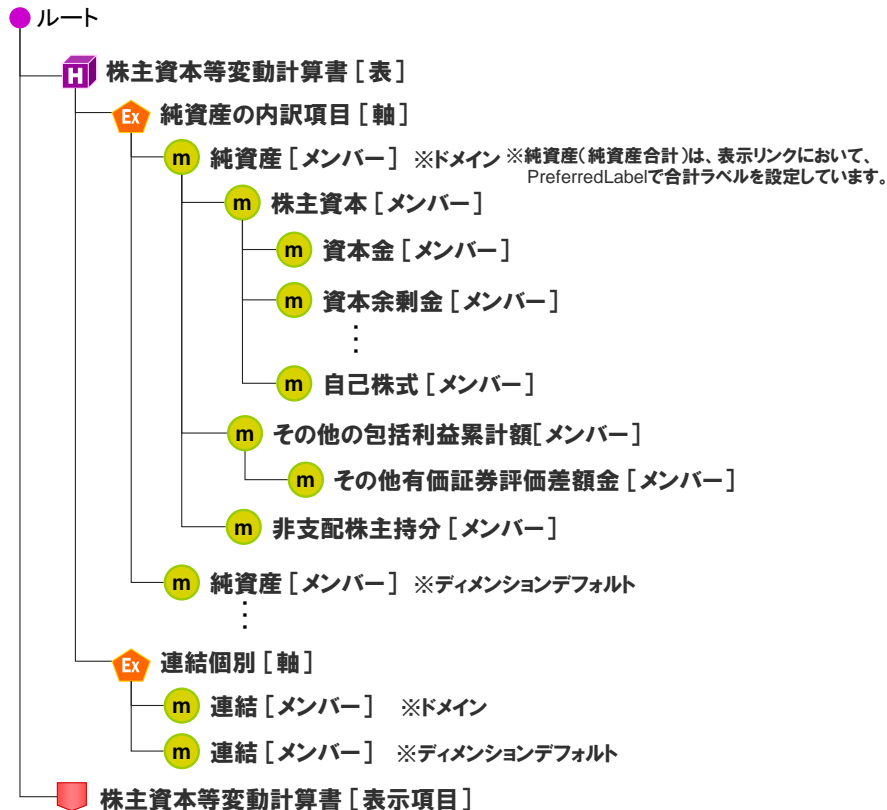 ルート
H 株主資本等変動計算書［表］
Ex 純資産の内訳項目［軸］
m 純資産［メンバー］ ※ドメイン ※純資産（純資産合計）は、表示リンクにおいて、
PreferredLabelで合計ラベルを設定しています。
m 株主資本［メンバー］
m 資本金［メンバー］
m 資本余剰金［メンバー］
⋮
m 自己株式［メンバー］
m その他の包括利益累計額[メンバー］
m その他有価証券評価差額金［メンバー］
m 非支配株主持分［メンバー］
m 純資産［メンバー］ ※ディメンションデフォルト
⋮
Ex 連結個別［軸］
m 連結［メンバー］ ※ドメイン
m 連結［メンバー］ ※ディメンションデフォルト
株主資本等変動計算書［表示項目］